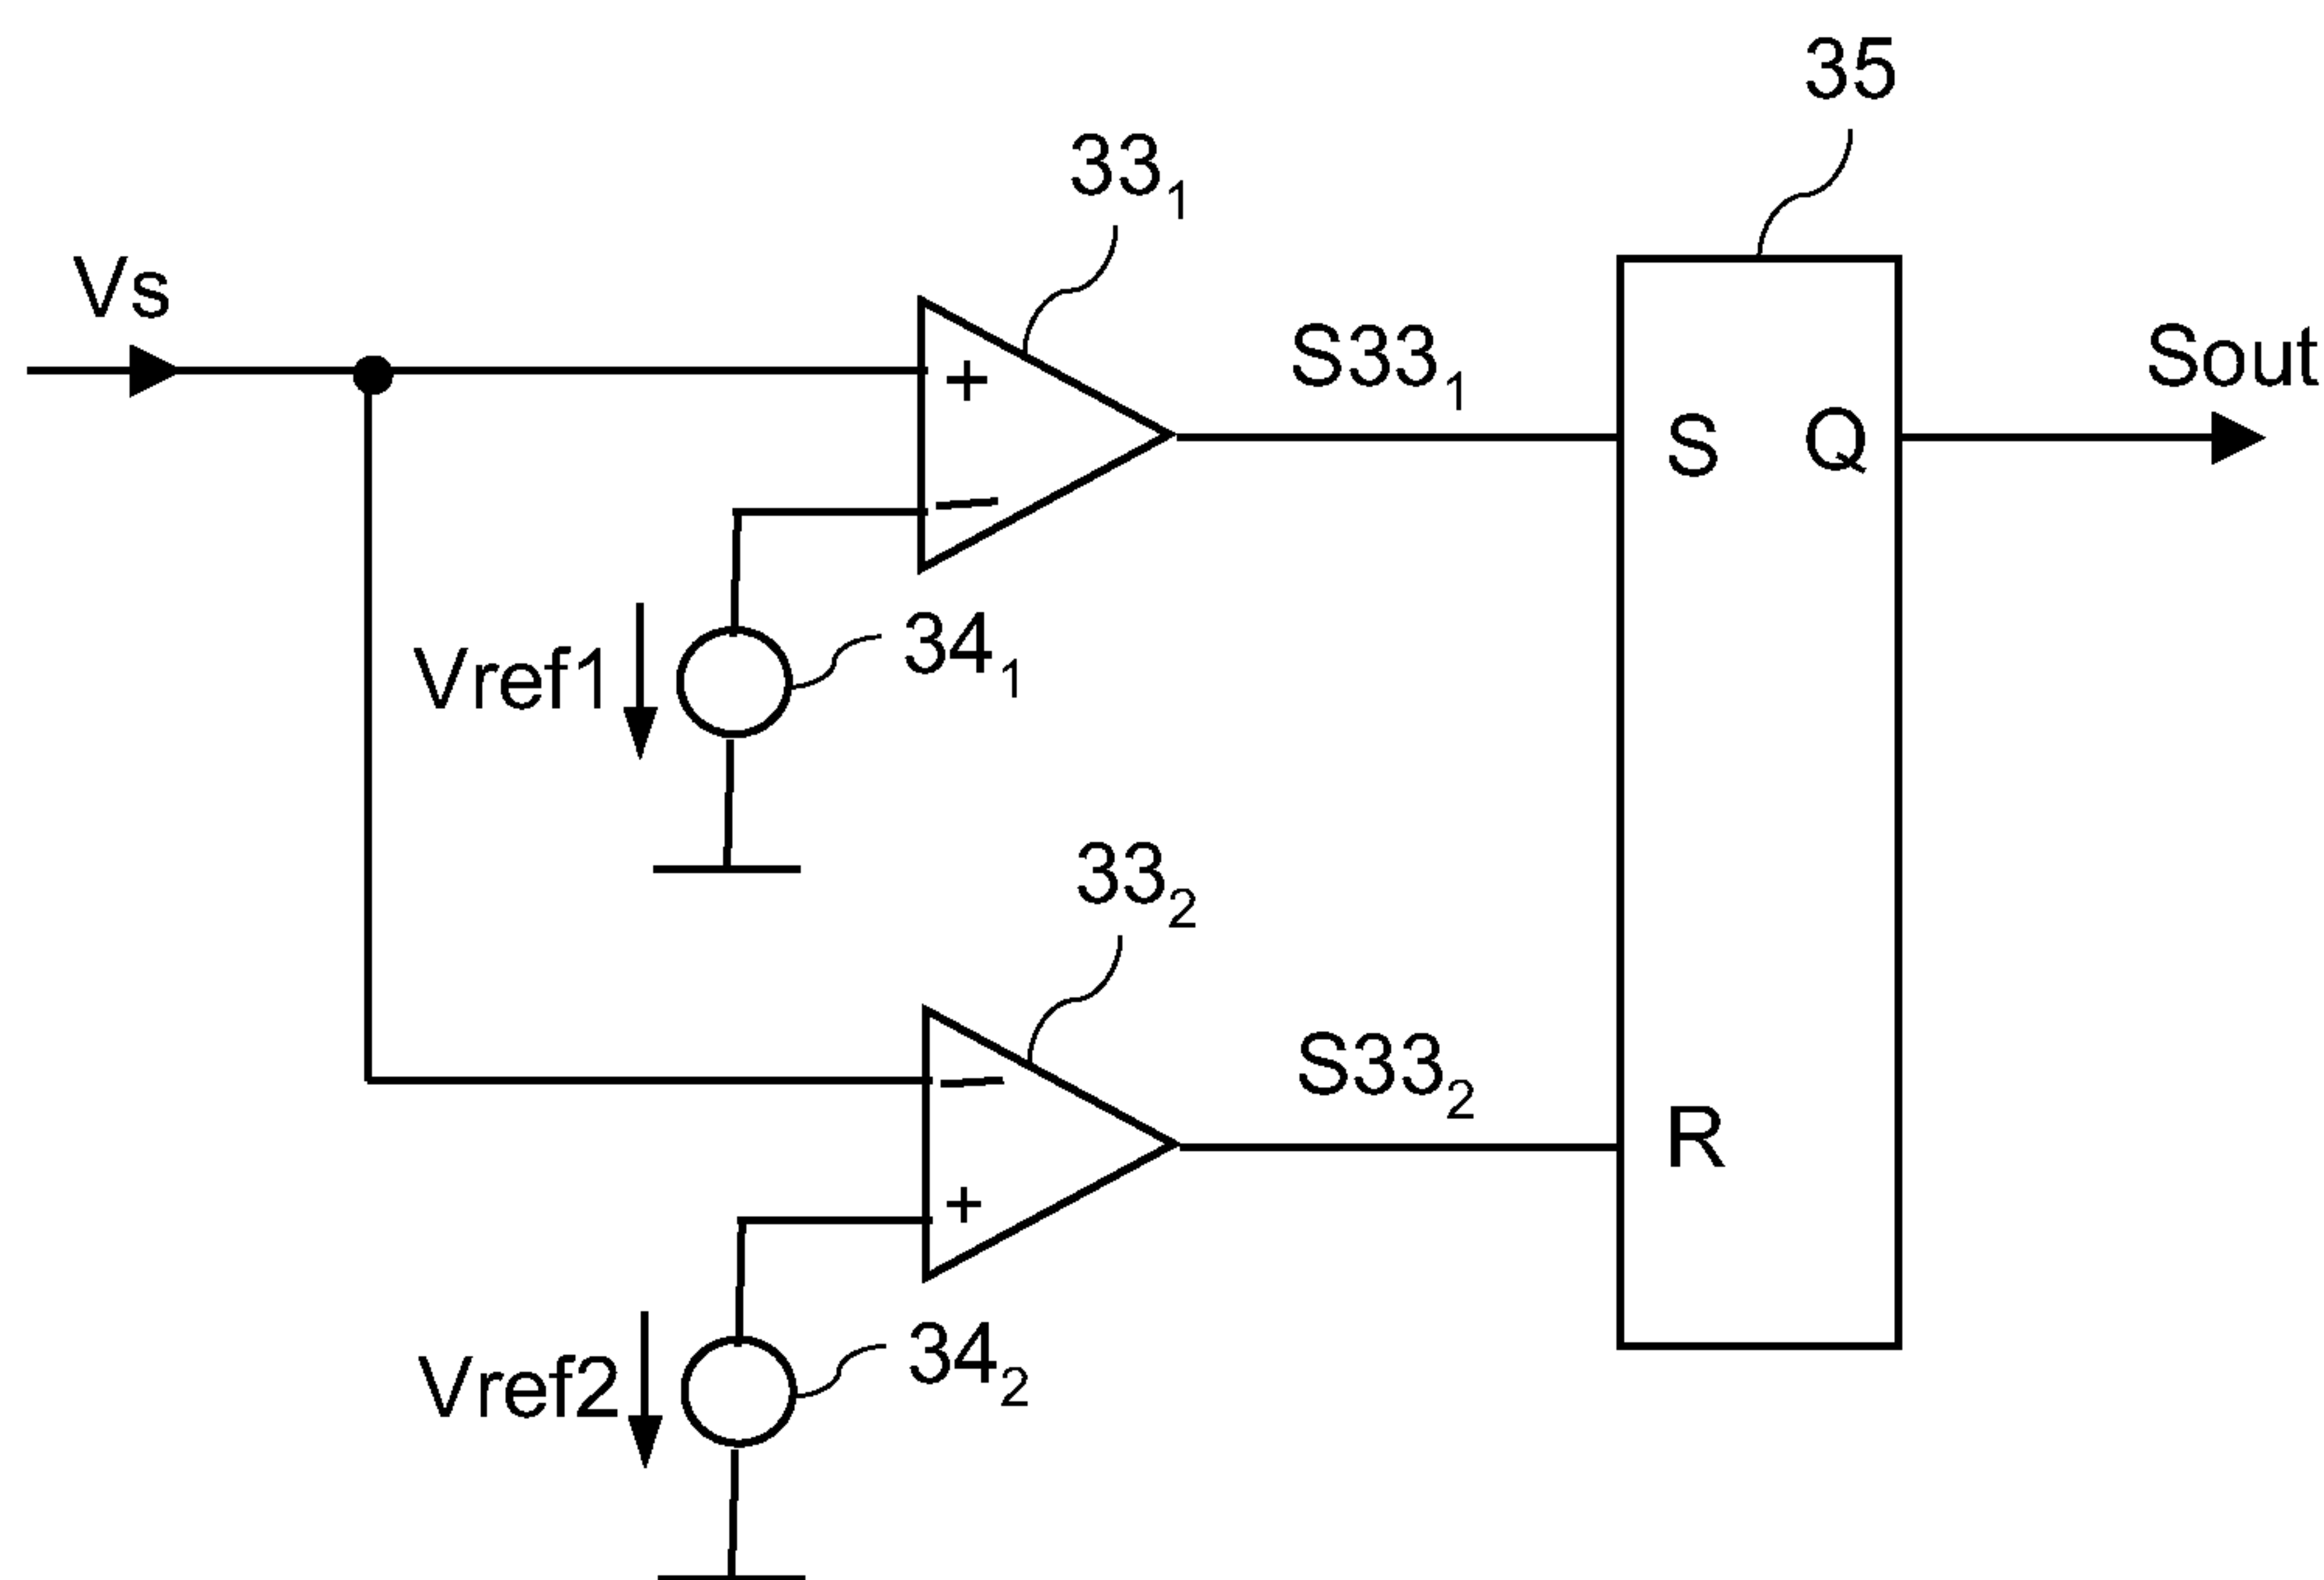 35
33₁
Vs
S33₁
Sout
+
S Q
−
Vref1
34₁
33₂
S33₂
−
R
+
Vref2
34₂